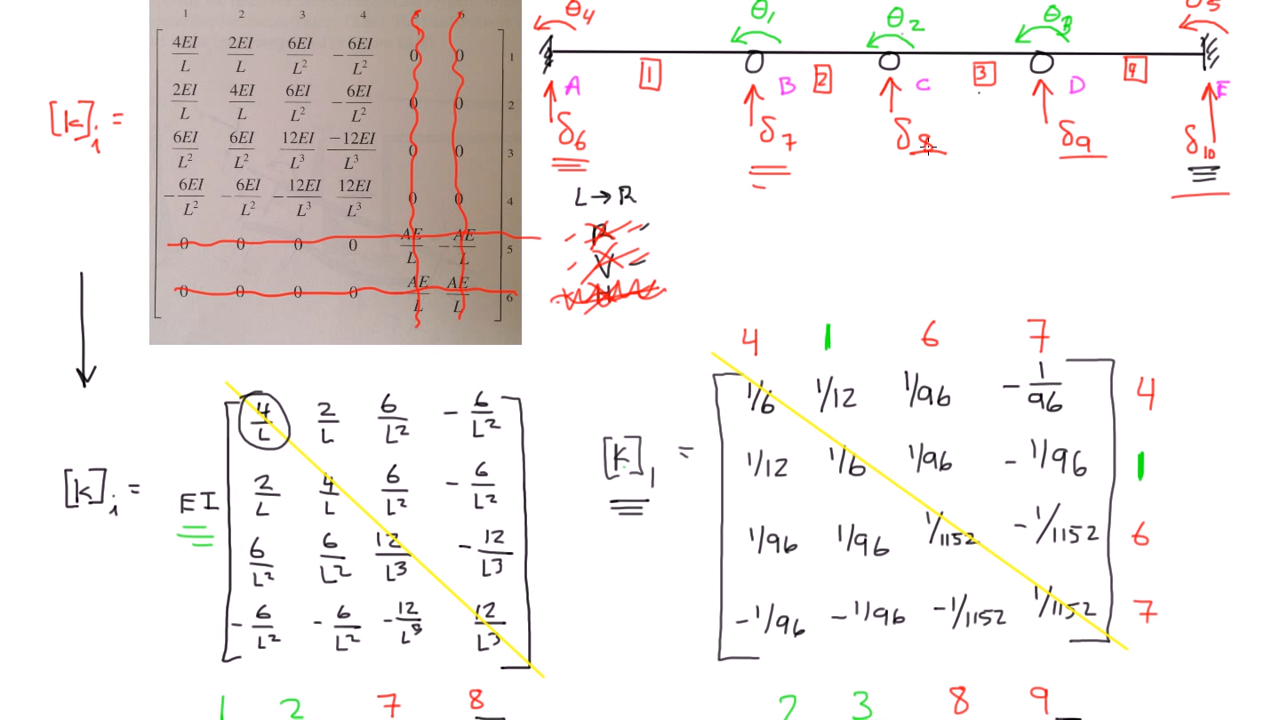 1 2 3 4 5 6
4EI/L 2EI/L 6EI/L² -6EI/L² 0 0 1
2EI/L 4EI/L 6EI/L² -6EI/L² 0 0 2
[k]i =
6EI/L² 6EI/L² 12EI/L³ -12EI/L³ 0 0 3
-6EI/L² -6EI/L² -12EI/L³ 12EI/L³ 0 0 4
0 0 0 0 AE/L -AE/L 5
0 0 0 0 AE/L AE/L 6
θ4 θ1 θ2 θ3 θ5
A 1 B 2 C 3 D 4 E
δ6 δ7 δ8 δ9 δ10
L → R
- R -
- V -
[k]i = EI
4/L 2/L 6/L² -6/L²
2/L 4/L 6/L² -6/L²
6/L² 6/L² 12/L³ -12/L³
-6/L² -6/L² -12/L³ 12/L³
1 2 7 8
4 1 6 7
[k]1 =
1/6 1/12 1/96 -1/96 4
1/12 1/6 1/96 -1/96 1
1/96 1/96 1/1152 -1/1152 6
-1/96 -1/96 -1/1152 1/1152 7
2 3 8 9